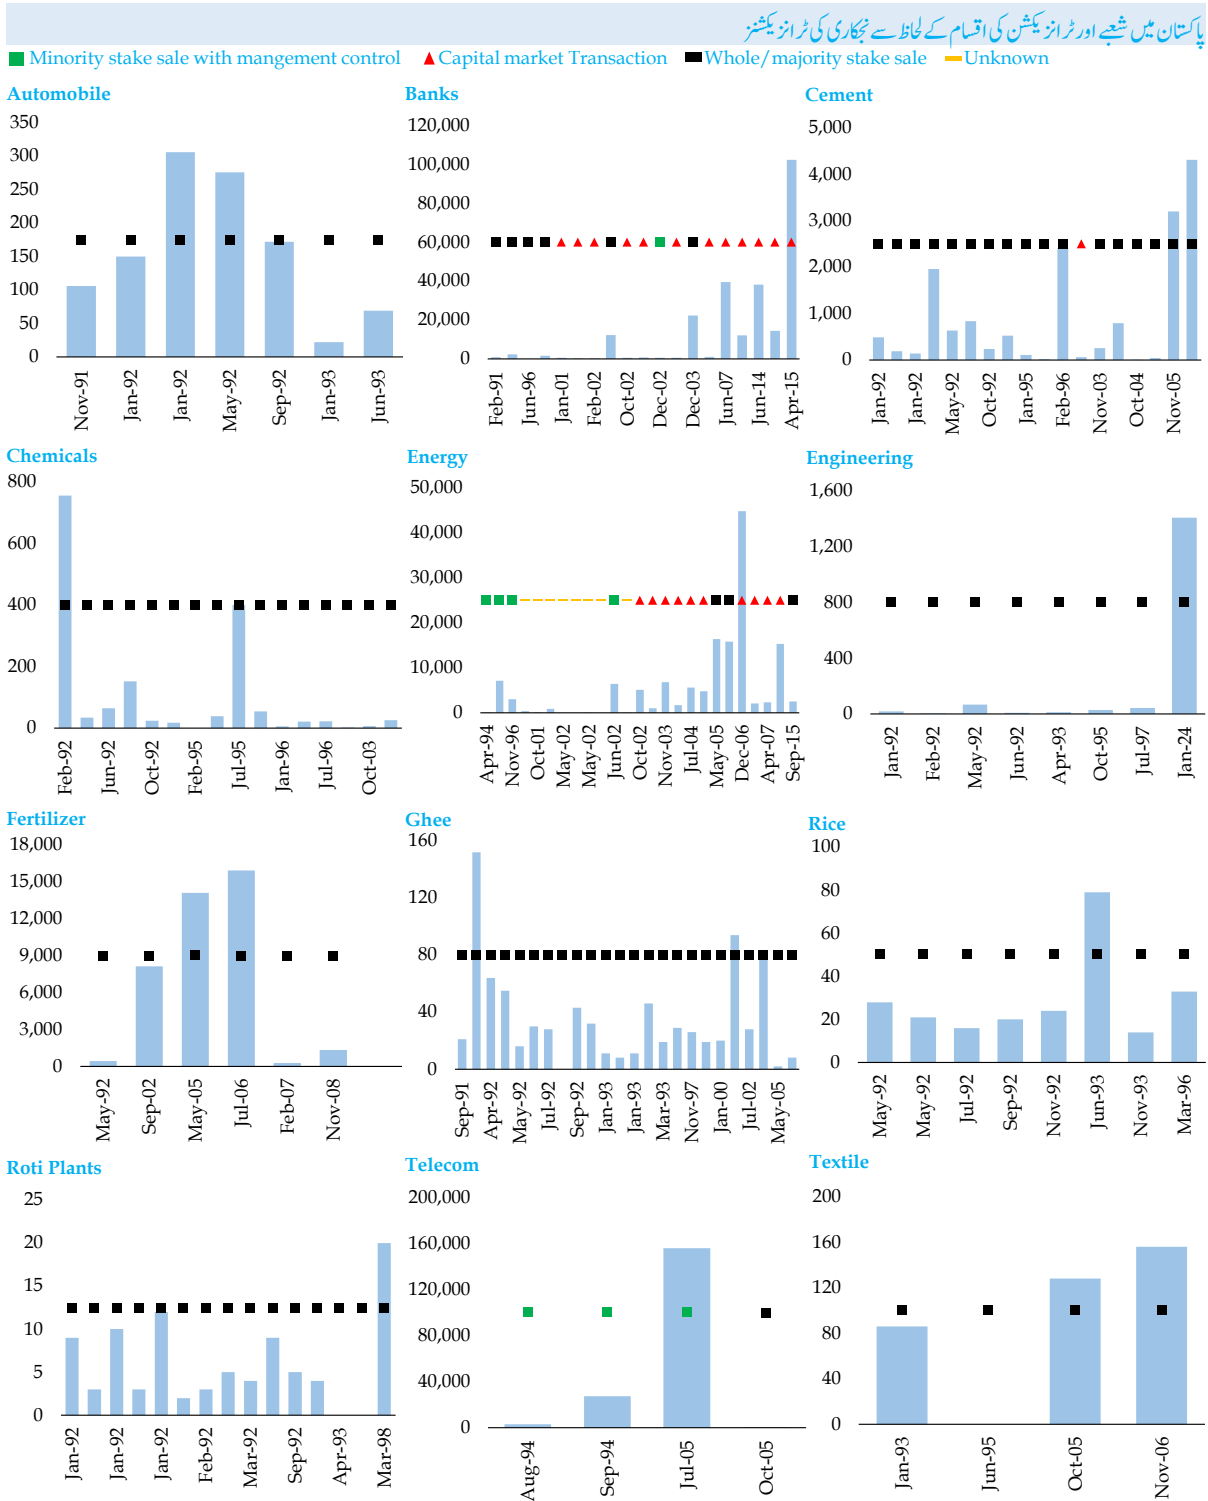 پاکستان میں شعبے اور ٹرانزیکشن کی اقسام کے لحاظ سے نجکاری کی ٹرانزیکشنز
Minority stake sale with mangement control Capital market Transaction Whole/majority stake sale Unknown
Automobile
350
300
250
200
150
100
50
0
Nov-91 Jan-92 Jan-92 May-92 Sep-92 Jan-93 Jun-93
Banks
120,000
100,000
80,000
60,000
40,000
20,000
0
Feb-91 Jun-96 Jan-01 Feb-02 Oct-02 Dec-02 Dec-03 Jun-07 Jun-14 Apr-15
Cement
5,000
4,000
3,000
2,000
1,000
0
Jan-92 Jan-92 May-92 Oct-92 Jan-95 Feb-96 Nov-03 Oct-04 Nov-05
Chemicals
800
600
400
200
0
Feb-92 Jun-92 Oct-92 Feb-95 Jul-95 Jan-96 Jul-96 Oct-03
Energy
50,000
40,000
30,000
20,000
10,000
0
Apr-94 Nov-96 Oct-01 May-02 May-02 Jun-02 Oct-02 Nov-03 Jul-04 May-05 Dec-06 Apr-07 Sep-15
Engineering
1,600
1,200
800
400
0
Jan-92 Feb-92 May-92 Jun-92 Apr-93 Oct-95 Jul-97 Jan-24
Fertilizer
18,000
15,000
12,000
9,000
6,000
3,000
0
May-92 Sep-02 May-05 Jul-06 Feb-07 Nov-08
Ghee
160
120
80
40
0
Sep-91 Apr-92 May-92 Jul-92 Sep-92 Jan-93 Jan-93 Mar-93 Nov-97 Jan-00 Jul-02 May-05
Rice
100
80
60
40
20
0
May-92 May-92 Jul-92 Sep-92 Nov-92 Jun-93 Nov-93 Mar-96
Roti Plants
25
20
15
10
5
0
Jan-92 Jan-92 Jan-92 Feb-92 Mar-92 Sep-92 Apr-93 Mar-98
Telecom
200,000
160,000
120,000
80,000
40,000
0
Aug-94 Sep-94 Jul-05 Oct-05
Textile
200
160
120
80
40
0
Jan-93 Jun-95 Oct-05 Nov-06